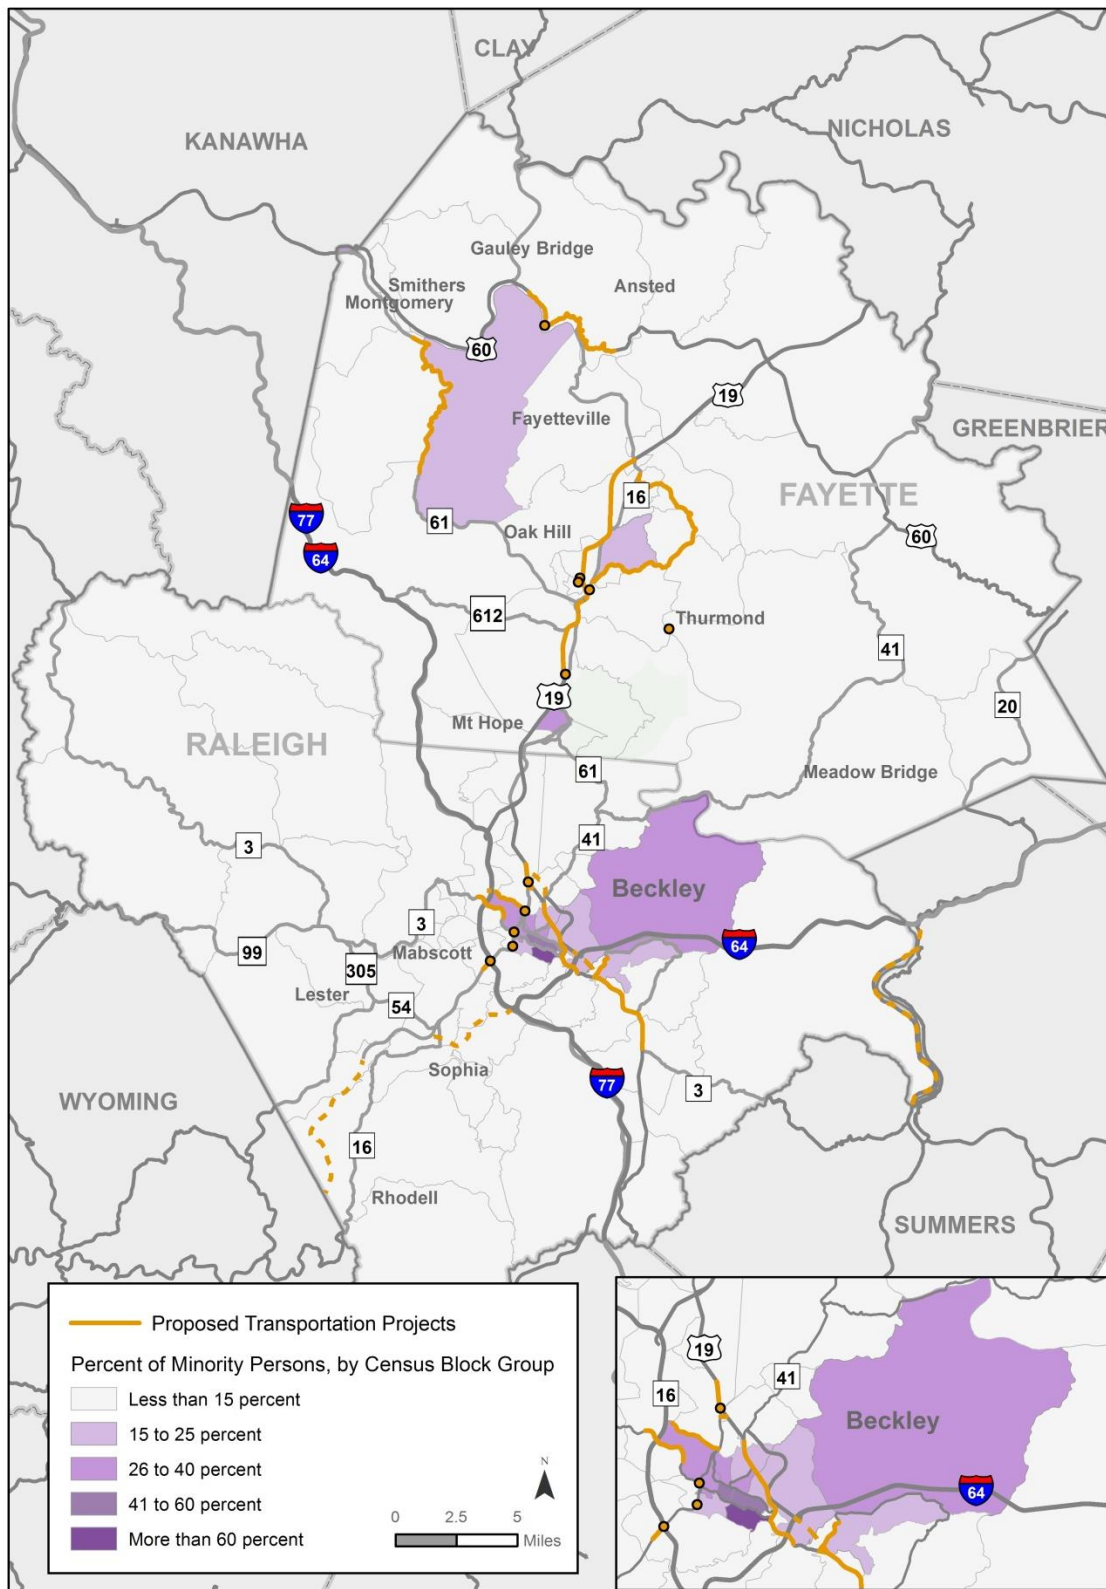 CLAY
KANAWHA
NICHOLAS
Gauley Bridge
Smithers
Ansted
Montgomery
60
19
Fayetteville
GREENBRIER
FAYETTE
16
77
61
Oak Hill
60
64
612
Thurmond
41
19
20
Mt Hope
RALEIGH
61
Meadow Bridge
41
3
Beckley
3
64
99
Mabscott
305
Lester
54
Sophia
77
3
WYOMING
16
Rhodell
SUMMERS
Proposed Transportation Projects
Percent of Minority Persons, by Census Block Group
Less than 15 percent
15 to 25 percent
26 to 40 percent
41 to 60 percent
More than 60 percent
N
0 2.5 5
Miles
19
41
16
Beckley
64